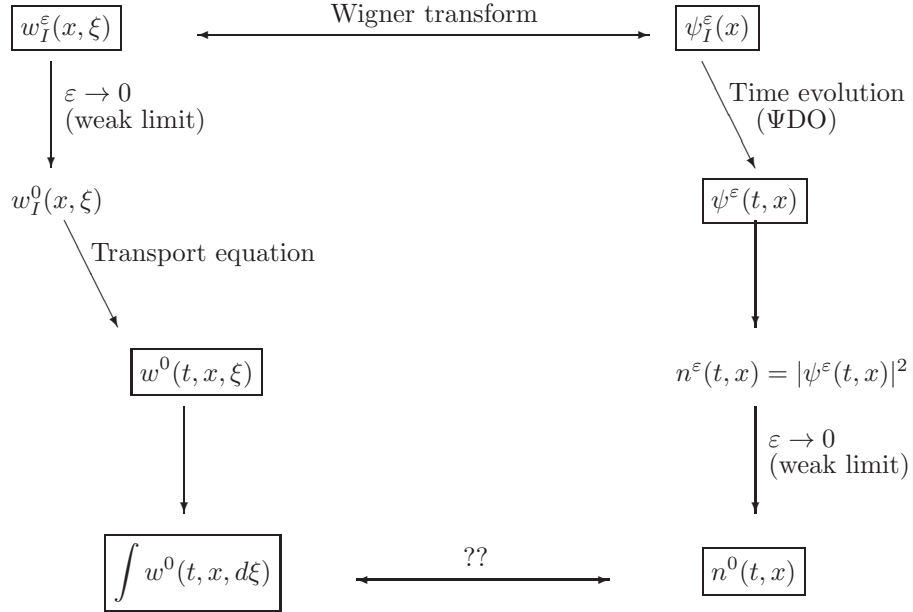 w_I^ε(x, ξ) Wigner transform ψ_I^ε(x)
ε → 0
(weak limit)
Time evolution
(ΨDO)
w_I^0(x, ξ) ψ^ε(t, x)
Transport equation
w^0(t, x, ξ) n^ε(t, x) = |ψ^ε(t, x)|^2
ε → 0
(weak limit)
∫ w^0(t, x, dξ) ?? n^0(t, x)